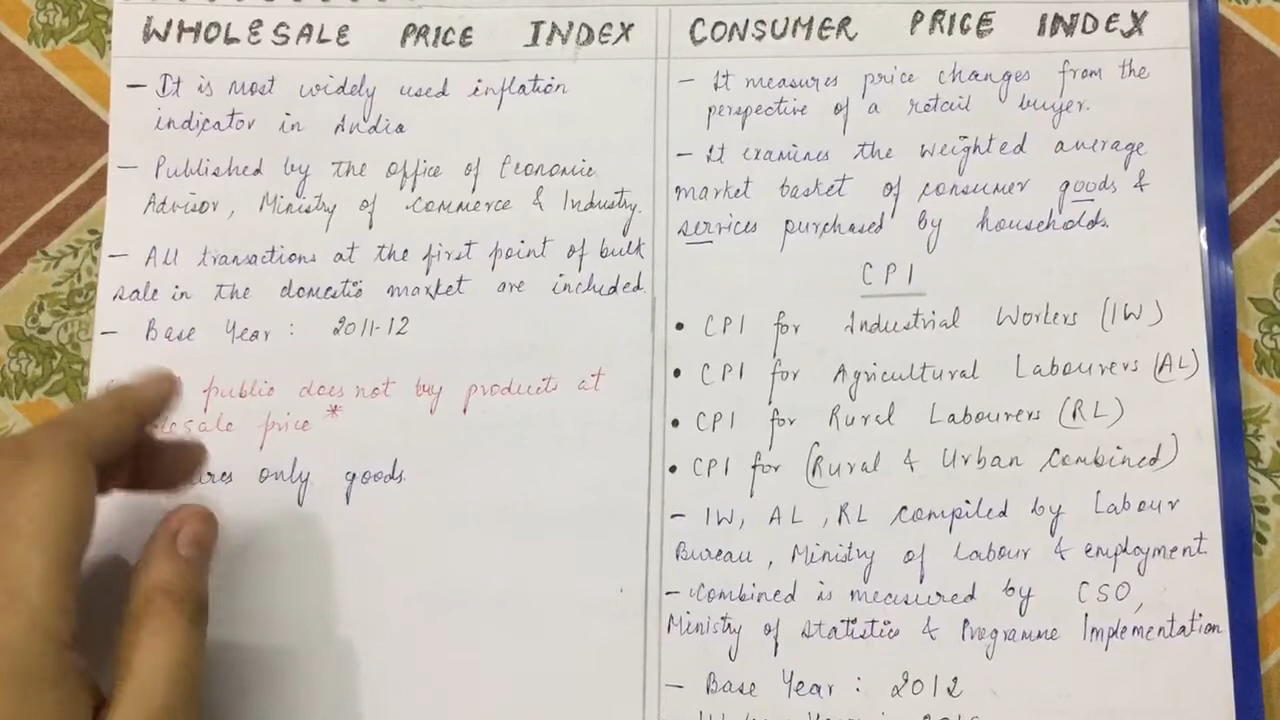 WHOLESALE PRICE INDEX
- It is most widely used inflation
indicator in India
- Published by the office of Economic
Advisor, Ministry of Commerce & Industry.
- All transactions at the first point of bulk
sale in the domestic market are included.
- Base Year : 2011-12
public does not buy products at
price *
only goods.
CONSUMER PRICE INDEX
- It measures price changes from the
perspective of a retail buyer.
- It examines the weighted average
market basket of consumer goods &
services purchased by households.
CPI
• CPI for Industrial Workers (IW)
• CPI for Agricultural Labourers (AL)
• CPI for Rural Labourers (RL)
• CPI for (Rural & Urban Combined)
- IW, AL, RL compiled by Labour
Bureau, Ministry of Labour & employment
- Combined is measured by CSO,
Ministry of Statistics & Programme Implementation
- Base Year : 2012